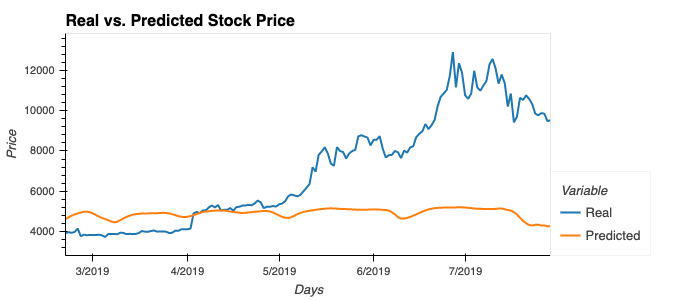 Real vs. Predicted Stock Price
12000
10000
8000
6000
4000
Price
3/2019 4/2019 5/2019 6/2019 7/2019
Days
Variable
Real
Predicted